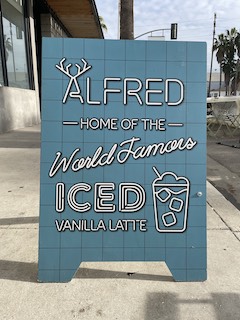 ALFRED
HOME OF THE
World Famous
ICED
VANILLA LATTE